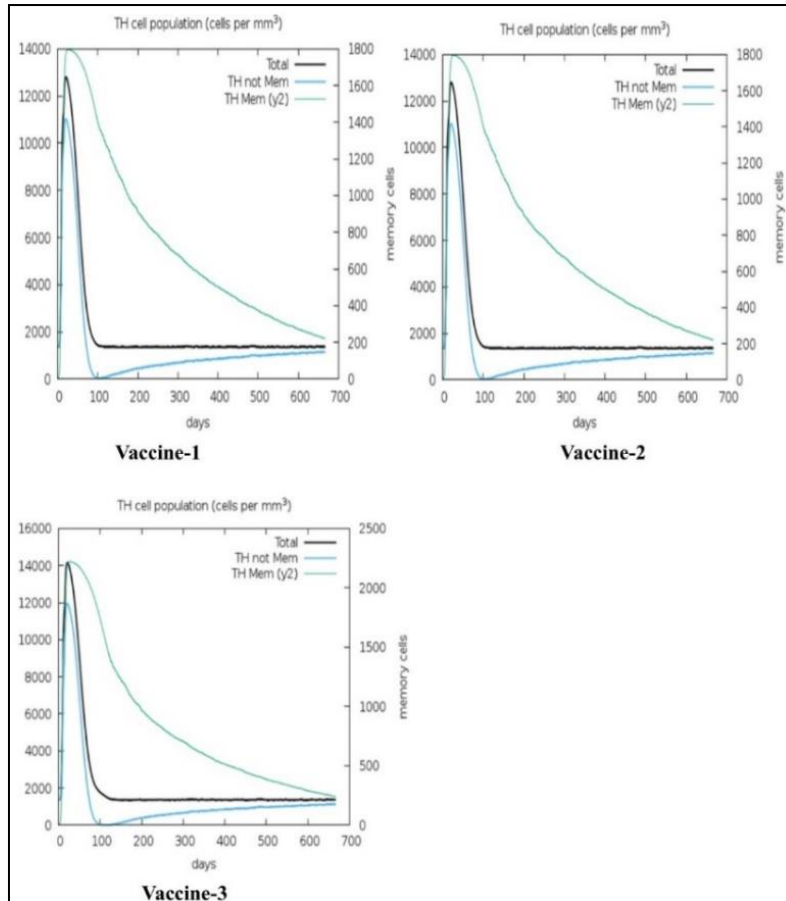 TH cell population (cells per mm³)
14000
12000
10000
8000
6000
4000
2000
0
1800
1600
1400
1200
1000
800
600
400
200
0
memory cells
Total
TH not Mem
TH Mem (y2)
0 100 200 300 400 500 600 700
days
Vaccine-1
TH cell population (cells per mm³)
14000
12000
10000
8000
6000
4000
2000
0
1800
1600
1400
1200
1000
800
600
400
200
0
memory cells
Total
TH not Mem
TH Mem (y2)
0 100 200 300 400 500 600 700
days
Vaccine-2
TH cell population (cells per mm³)
16000
14000
12000
10000
8000
6000
4000
2000
0
2500
2000
1500
1000
500
0
memory cells
Total
TH not Mem
TH Mem (y2)
0 100 200 300 400 500 600 700
days
Vaccine-3